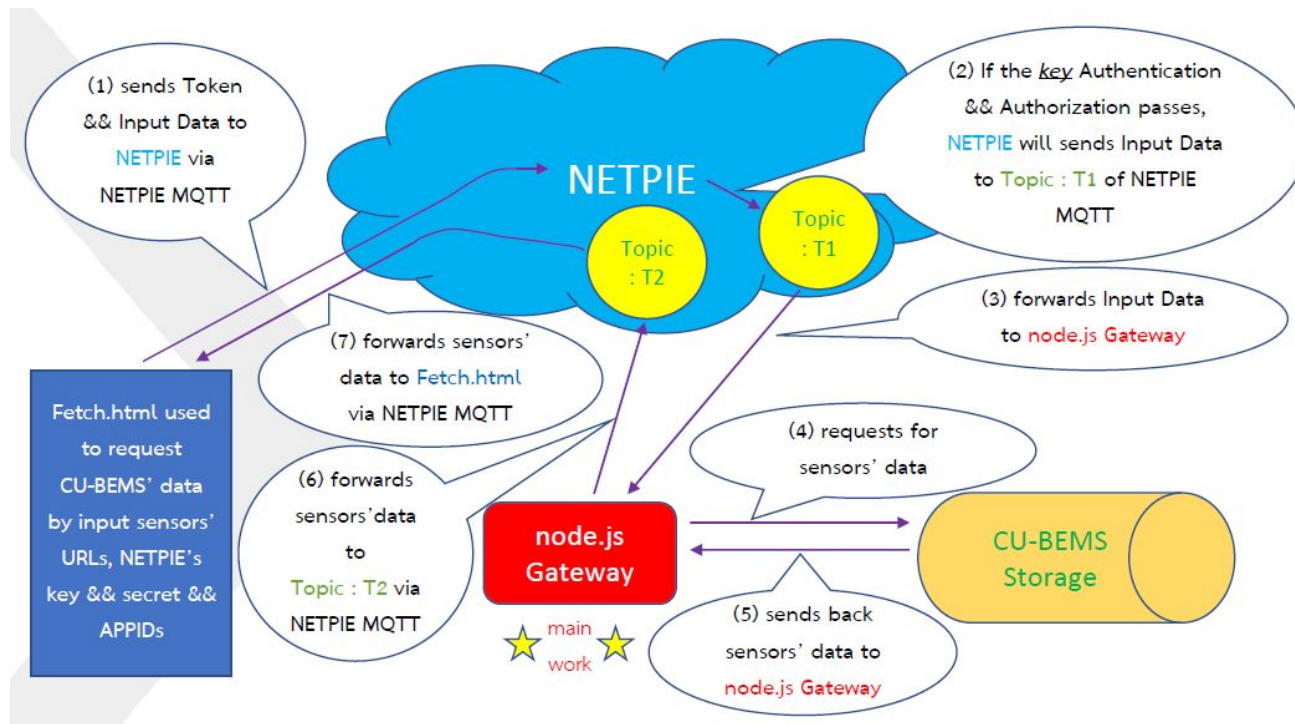 (1) sends Token
&& Input Data to
NETPIE via
NETPIE MQTT
(2) If the key Authentication
&& Authorization passes,
NETPIE will sends Input Data
to Topic : T1 of NETPIE
MQTT
NETPIE
Topic
: T1
Topic
: T2
(3) forwards Input Data
to node.js Gateway
(7) forwards sensors'
data to Fetch.html
via NETPIE MQTT
Fetch.html used
to request
CU-BEMS' data
by input sensors'
URLs, NETPIE's
key && secret &&
APPIDs
(4) requests for
sensors' data
(6) forwards
sensors'data
to
Topic : T2 via
NETPIE MQTT
node.js
Gateway
CU-BEMS
Storage
main
work
(5) sends back
sensors' data to
node.js Gateway